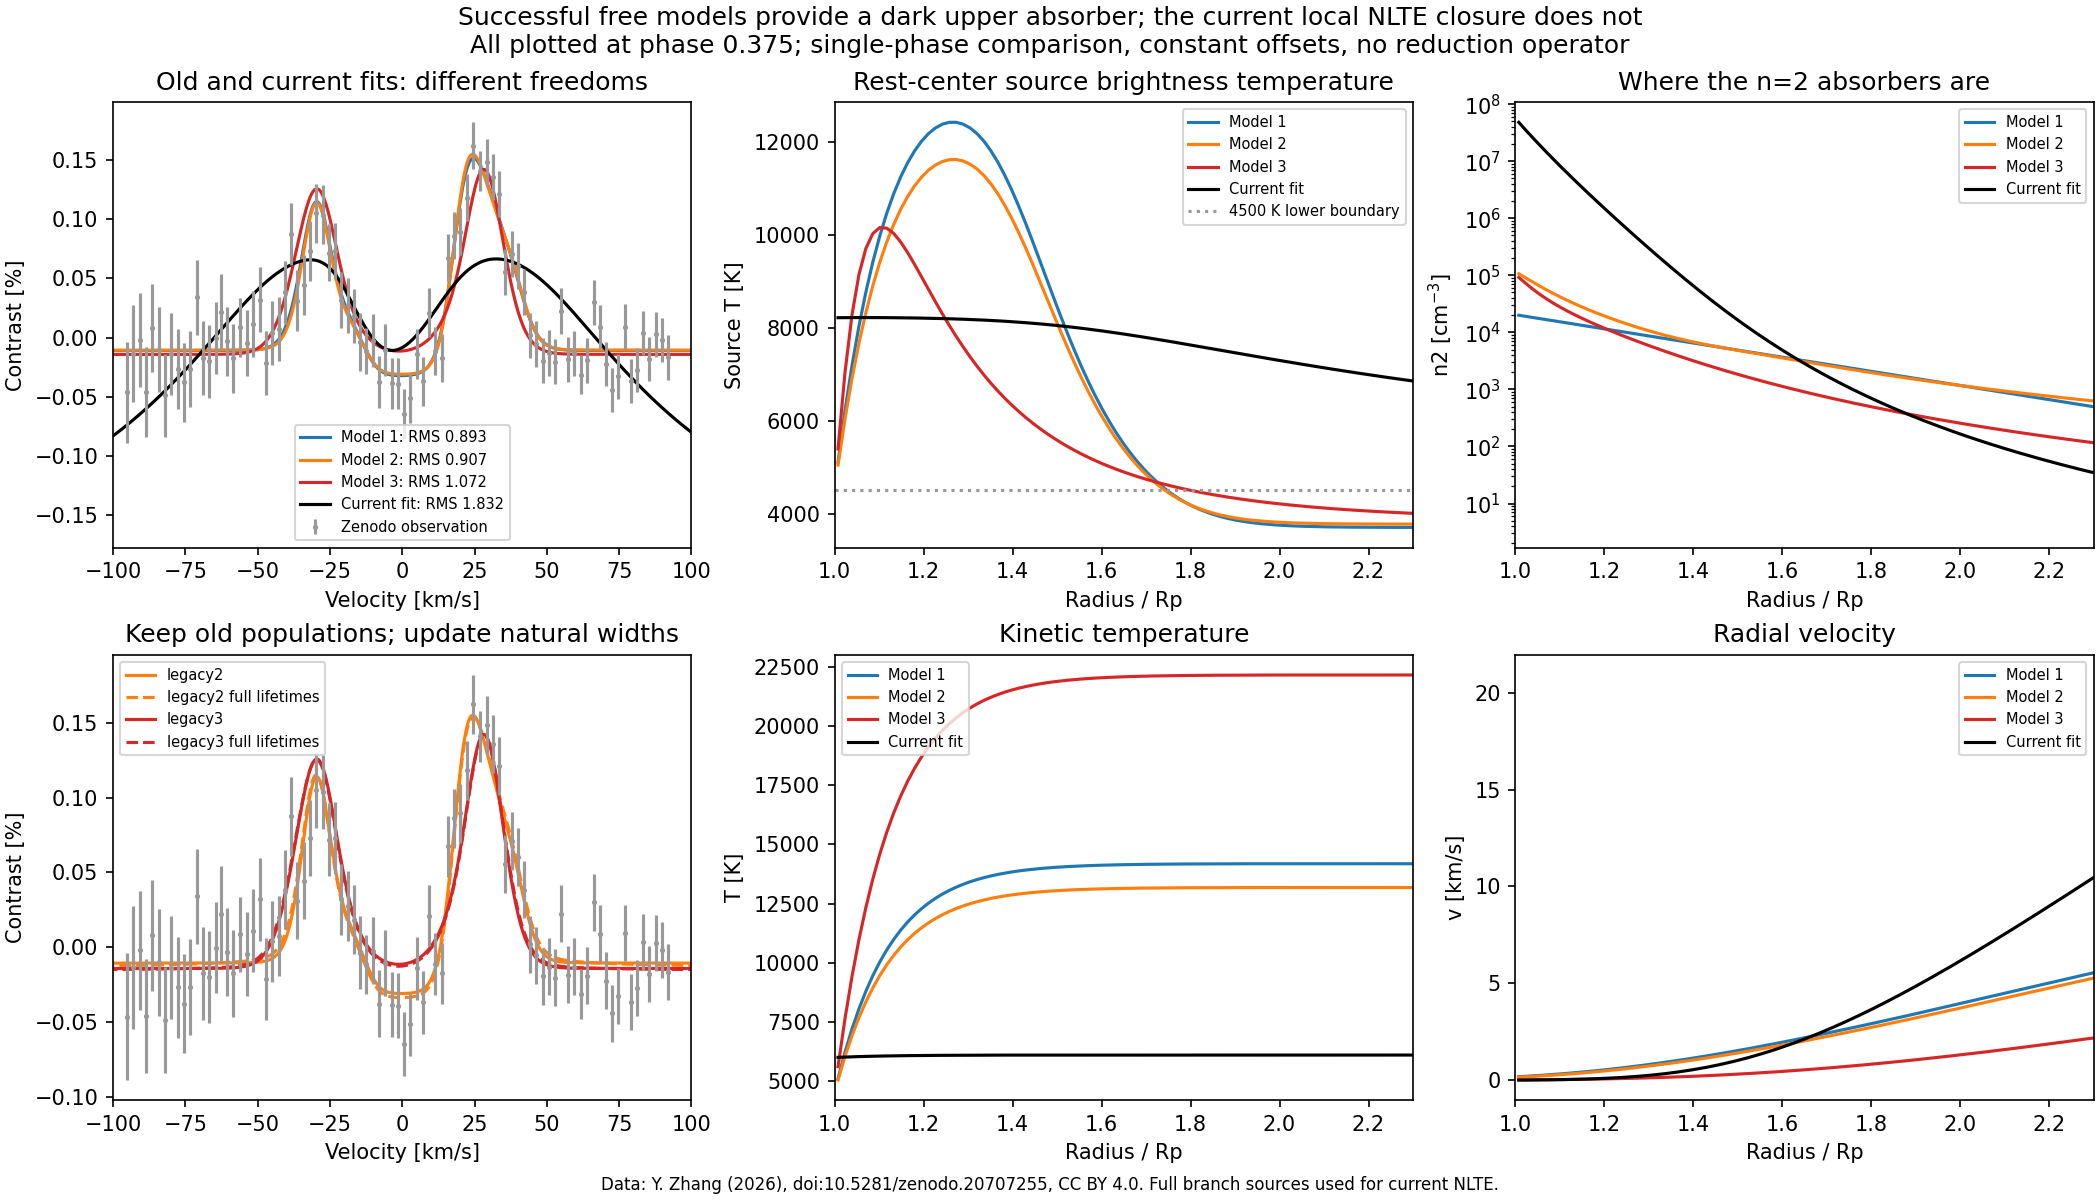 Successful free models provide a dark upper absorber; the current local NLTE closure does not
All plotted at phase 0.375; single-phase comparison, constant offsets, no reduction operator
Old and current fits: different freedoms
Contrast [%]
0.15
0.10
0.05
0.00
−0.05
−0.10
−0.15
Model 1: RMS 0.893
Model 2: RMS 0.907
Model 3: RMS 1.072
Current fit: RMS 1.832
Zenodo observation
−100 −75 −50 −25 0 25 50 75 100
Velocity [km/s]
Rest-center source brightness temperature
Source T [K]
12000
10000
8000
6000
4000
Model 1
Model 2
Model 3
Current fit
4500 K lower boundary
1.0 1.2 1.4 1.6 1.8 2.0 2.2
Radius / Rp
Where the n=2 absorbers are
n2 [cm⁻³]
10⁸
10⁷
10⁶
10⁵
10⁴
10³
10²
10¹
Model 1
Model 2
Model 3
Current fit
1.0 1.2 1.4 1.6 1.8 2.0 2.2
Radius / Rp
Keep old populations; update natural widths
Contrast [%]
0.15
0.10
0.05
0.00
−0.05
−0.10
legacy2
legacy2 full lifetimes
legacy3
legacy3 full lifetimes
−100 −75 −50 −25 0 25 50 75 100
Velocity [km/s]
Kinetic temperature
T [K]
22500
20000
17500
15000
12500
10000
7500
5000
Model 1
Model 2
Model 3
Current fit
1.0 1.2 1.4 1.6 1.8 2.0 2.2
Radius / Rp
Radial velocity
v [km/s]
20
15
10
5
0
Model 1
Model 2
Model 3
Current fit
1.0 1.2 1.4 1.6 1.8 2.0 2.2
Radius / Rp
Data: Y. Zhang (2026), doi:10.5281/zenodo.20707255, CC BY 4.0. Full branch sources used for current NLTE.